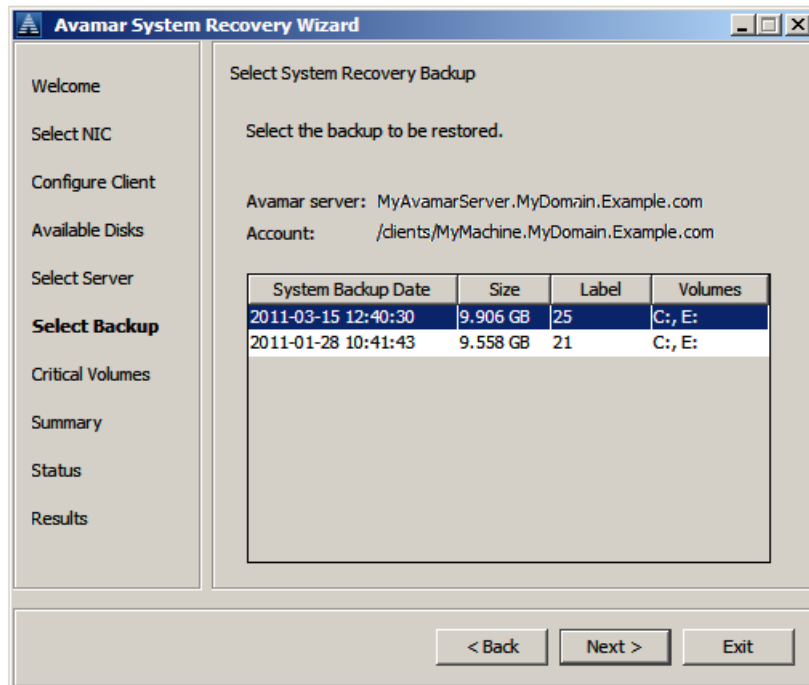 Avamar System Recovery Wizard
Welcome
Select NIC
Configure Client
Available Disks
Select Server
Select Backup
Critical Volumes
Summary
Status
Results
Select System Recovery Backup
Select the backup to be restored.
Avamar server: MyAvamarServer.MyDomain.Example.com
Account: /clients/MyMachine.MyDomain.Example.com
System Backup Date Size Label Volumes
2011-03-15 12:40:30 9.906 GB 25 C:, E:
2011-01-28 10:41:43 9.558 GB 21 C:, E:
< Back Next > Exit